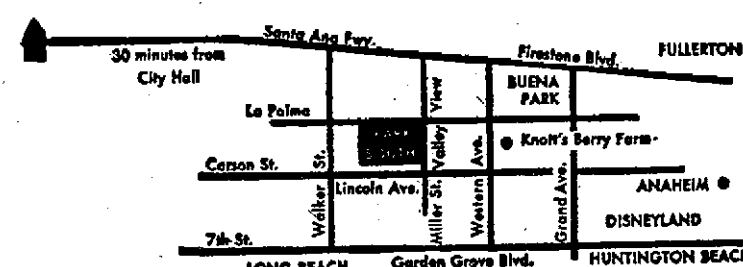 Santa Ana Fwy.
Firestone Blvd.
FULLERTON
30 minutes from
City Hall
BUENA
PARK
View
La Palma
Valley
Knott's Berry Farm
Carson St.
Walker St.
Lincoln Ave.
Miller St.
Western Ave.
Grand Ave.
ANAHEIM
DISNEYLAND
7th St.
LONG BEACH
Garden Grove Blvd.
HUNTINGTON BEACH